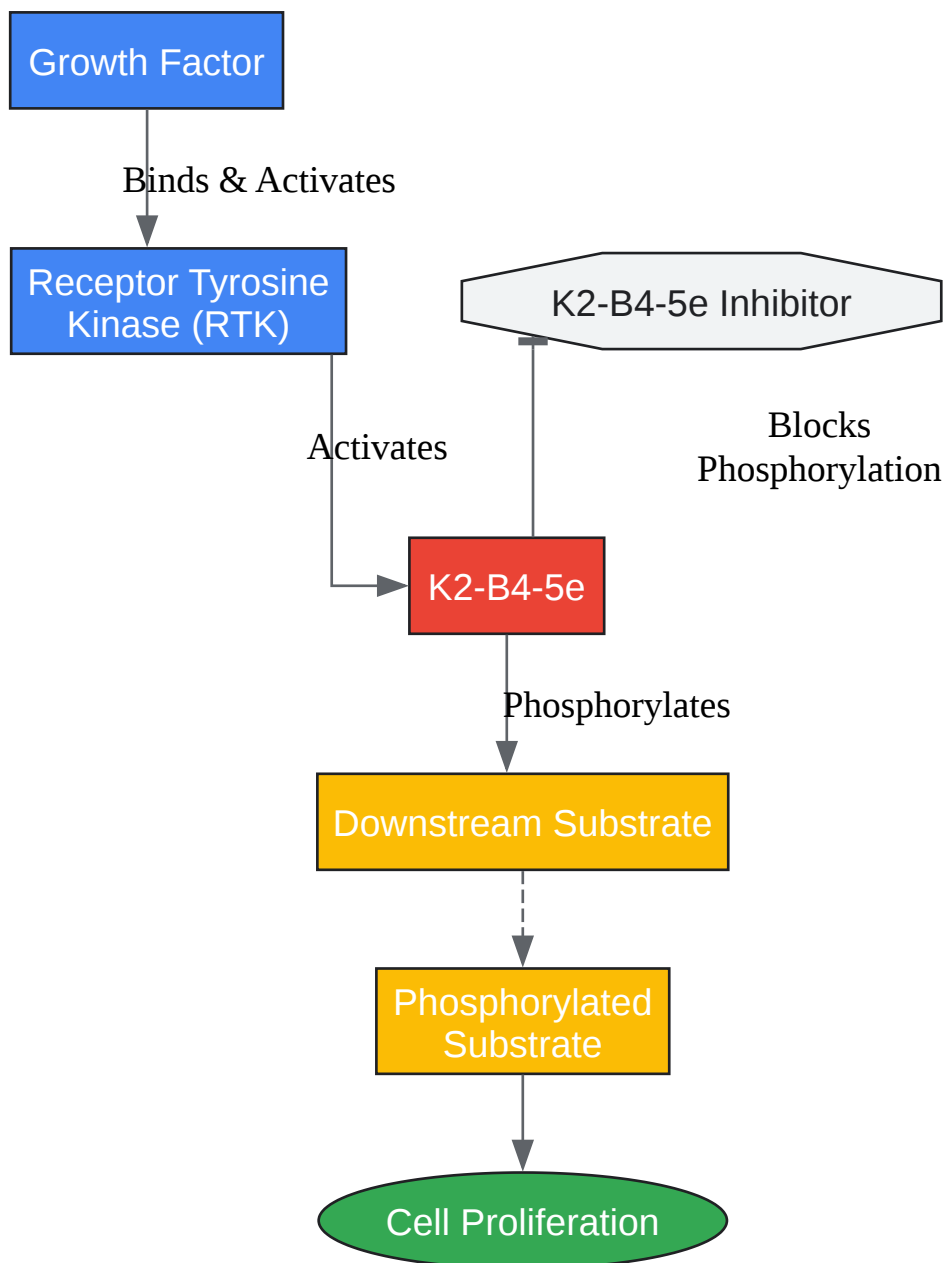 Growth Factor
Binds & Activates
Receptor Tyrosine
Kinase (RTK)
K2-B4-5e Inhibitor
Activates
Blocks
Phosphorylation
K2-B4-5e
Phosphorylates
Downstream Substrate
Phosphorylated
Substrate
Cell Proliferation